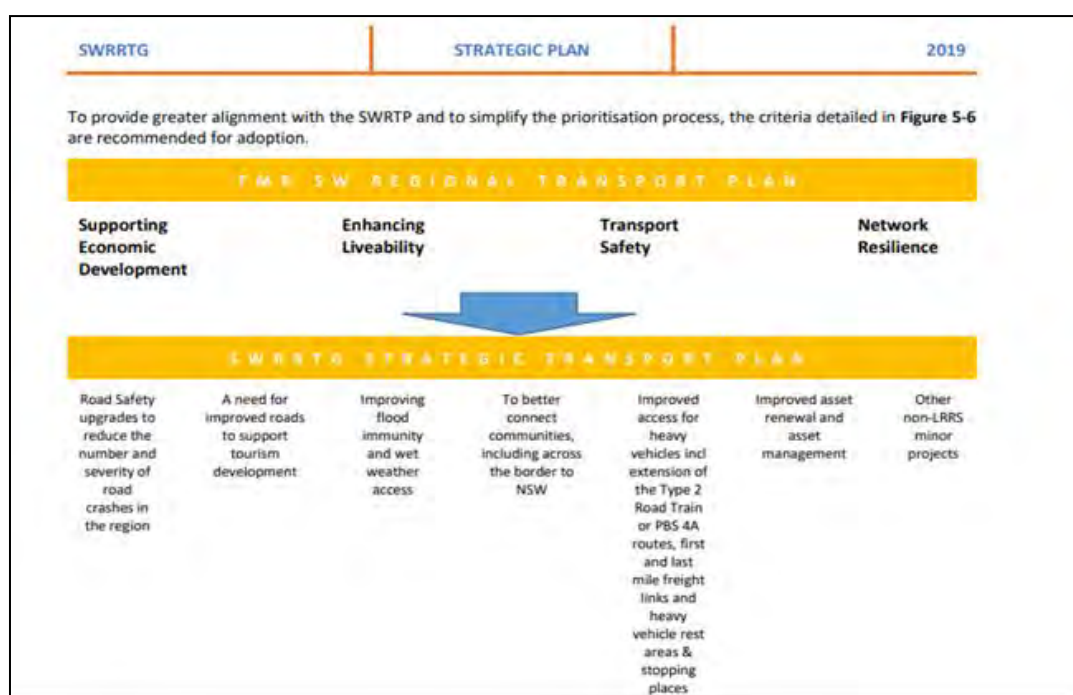 SWRRTG STRATEGIC PLAN 2019
To provide greater alignment with the SWRTP and to simplify the prioritisation process, the criteria detailed in Figure 5-6
are recommended for adoption.
TMR SW REGIONAL TRANSPORT PLAN
Supporting
Economic
Development
Enhancing
Liveability
Transport
Safety
Network
Resilience
SWRRTG STRATEGIC TRANSPORT PLAN
Road Safety
upgrades to
reduce the
number and
severity of
road
crashes in
the region
A need for
improved roads
to support
tourism
development
Improving
flood
immunity
and wet
weather
access
To better
connect
communities,
including across
the border to
NSW
Improved
access for
heavy
vehicles incl
extension of
the Type 2
Road Train
or PBS 4A
routes, first
and last
mile freight
links and
heavy
vehicle rest
areas &
stopping
places
Improved asset
renewal and
asset
management
Other
non-LRRS
minor
projects